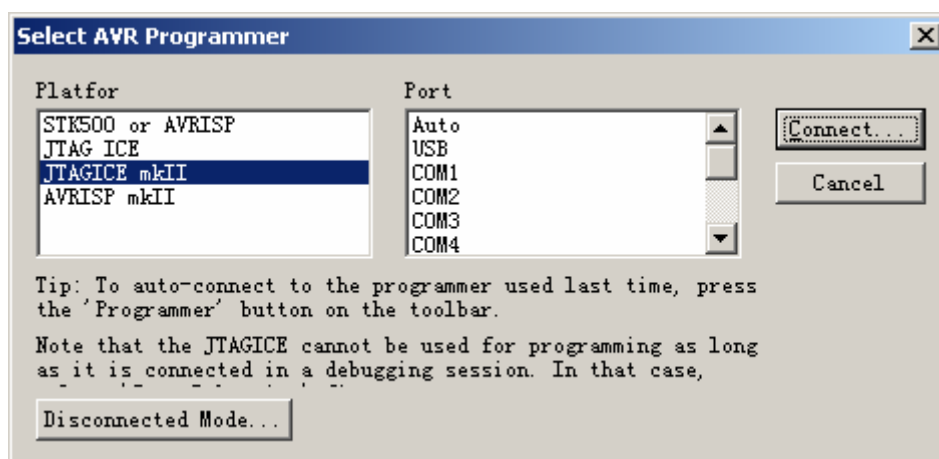 Select AVR Programmer
Platfor
STK500 or AVRISP
JTAG ICE
JTAGICE mkII
AVRISP mkII
Port
Auto
USB
COM1
COM2
COM3
COM4
Connect...
Cancel
Tip: To auto-connect to the programmer used last time, press
the 'Programmer' button on the toolbar.
Note that the JTAGICE cannot be used for programming as long
as it is connected in a debugging session. In that case,
Disconnected Mode...